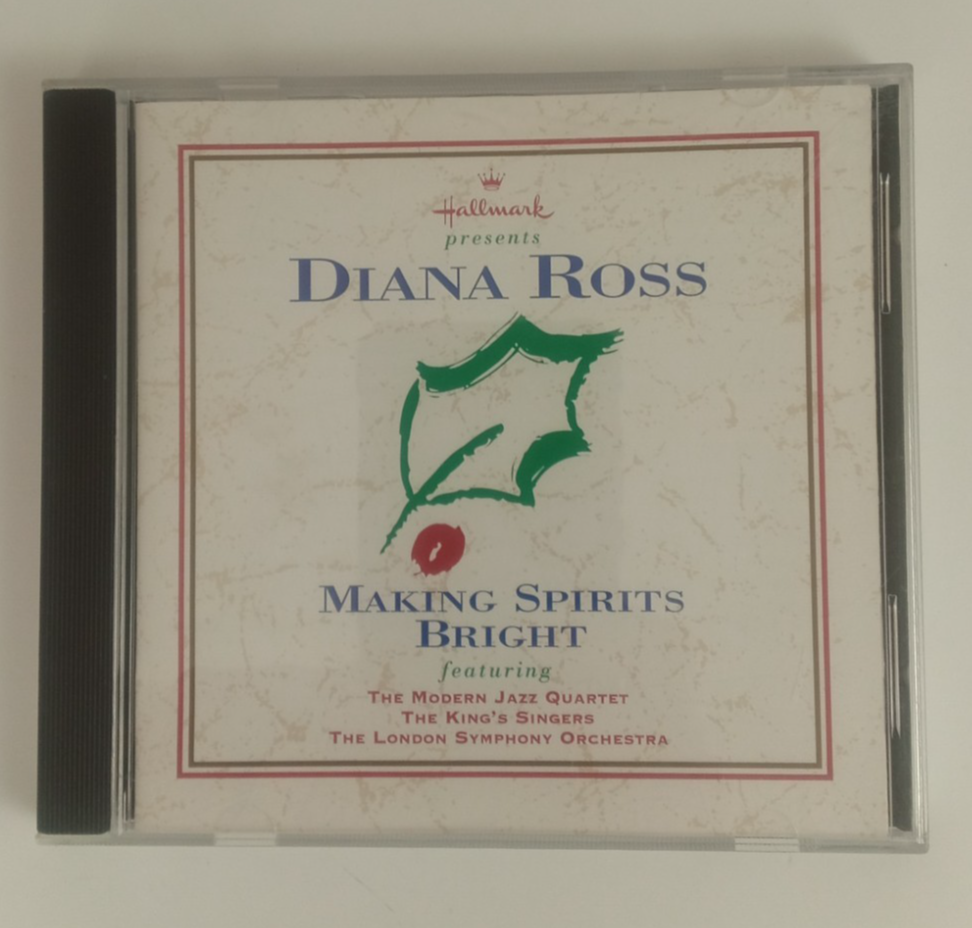 Hallmark
presents
DIANA ROSS
MAKING SPIRITS
BRIGHT
featuring
THE MODERN JAZZ QUARTET
THE KING'S SINGERS
THE LONDON SYMPHONY ORCHESTRA